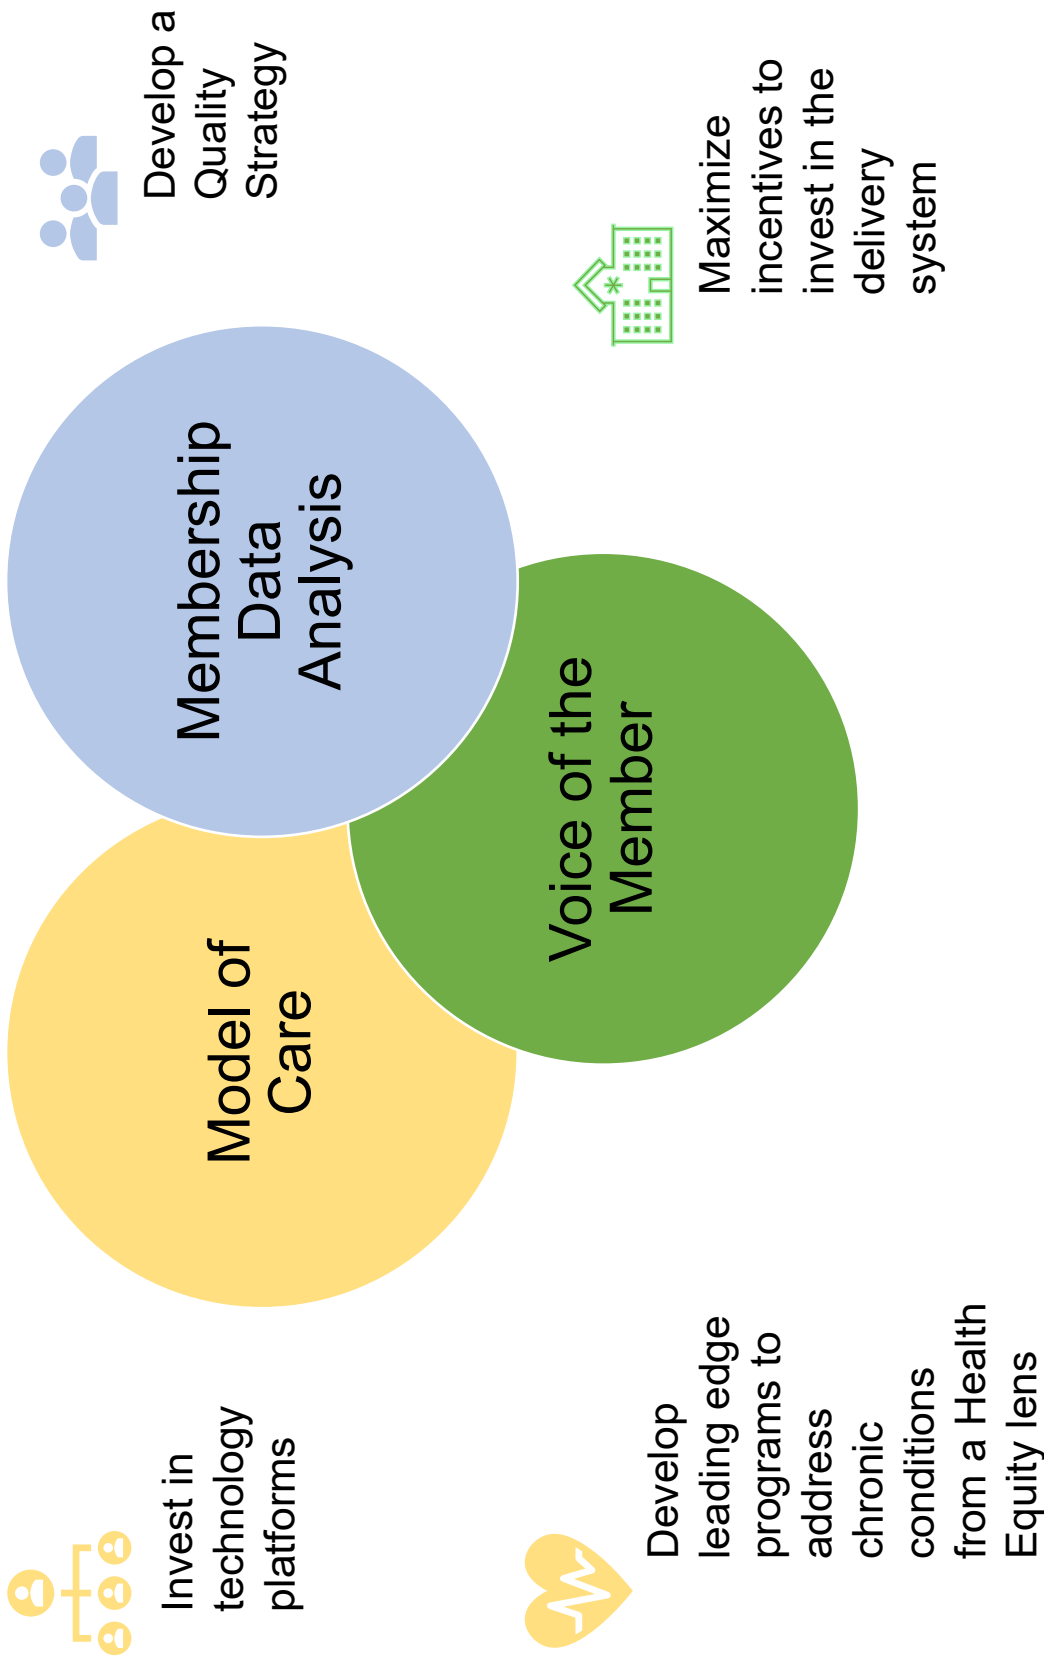 Invest in
technology
platforms
Model of
Care
Membership
Data
Analysis
Develop a
Quality
Strategy
Develop
leading edge
programs to
address
chronic
conditions
from a Health
Equity lens
Voice of the
Member
Maximize
incentives to
invest in the
delivery
system